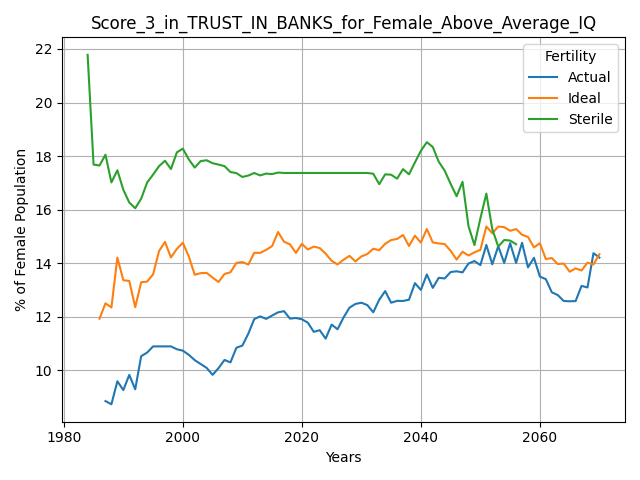 Score_3_in_TRUST_IN_BANKS_for_Female_Above_Average_IQ
Fertility
Actual
Ideal
Sterile
% of Female Population
22
20
18
16
14
12
10
1980
2000
2020
2040
2060
Years